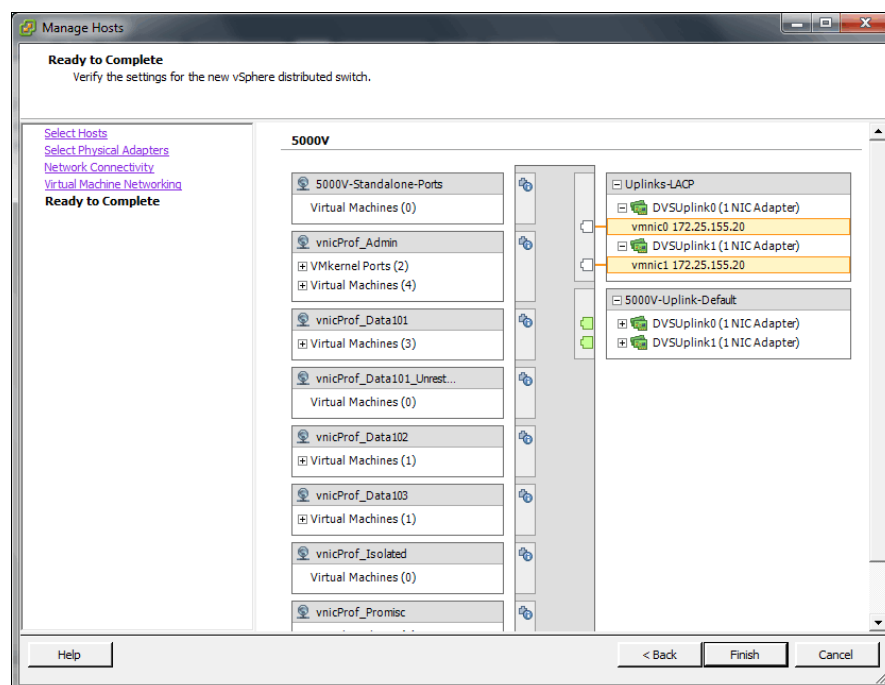 Manage Hosts
Ready to Complete
Verify the settings for the new vSphere distributed switch.
Select Hosts
Select Physical Adapters
Network Connectivity
Virtual Machine Networking
Ready to Complete
5000V
5000V-Standalone-Ports
Virtual Machines (0)
vnicProf_Admin
VMkernel Ports (2)
Virtual Machines (4)
vnicProf_Data101
Virtual Machines (3)
vnicProf_Data101_Unrest...
Virtual Machines (0)
vnicProf_Data102
Virtual Machines (1)
vnicProf_Data103
Virtual Machines (1)
vnicProf_Isolated
Virtual Machines (0)
vnicProf_Promisc
Uplinks-LACP
DVSUplink0 (1 NIC Adapter)
vmnic0 172.25.155.20
DVSUplink1 (1 NIC Adapter)
vmnic1 172.25.155.20
5000V-Uplink-Default
DVSUplink0 (1 NIC Adapter)
DVSUplink1 (1 NIC Adapter)
Help
< Back
Finish
Cancel